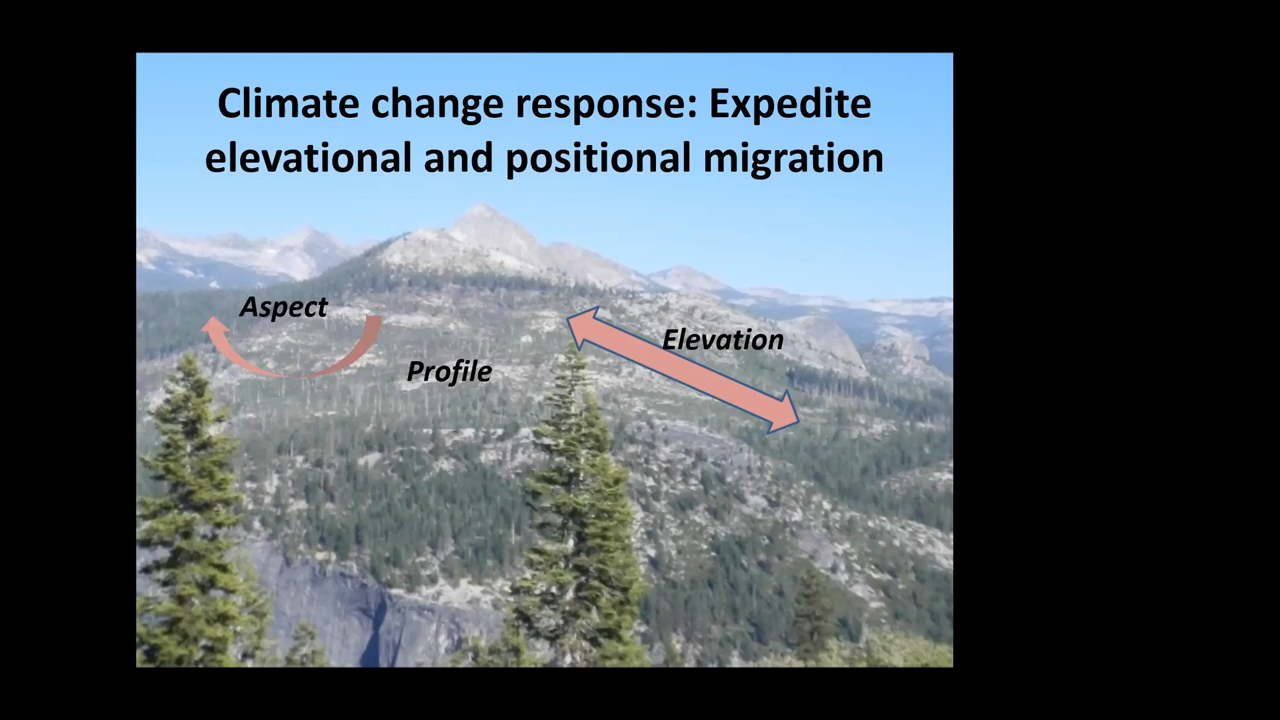 Climate change response: Expedite
elevational and positional migration
Aspect
Elevation
Profile